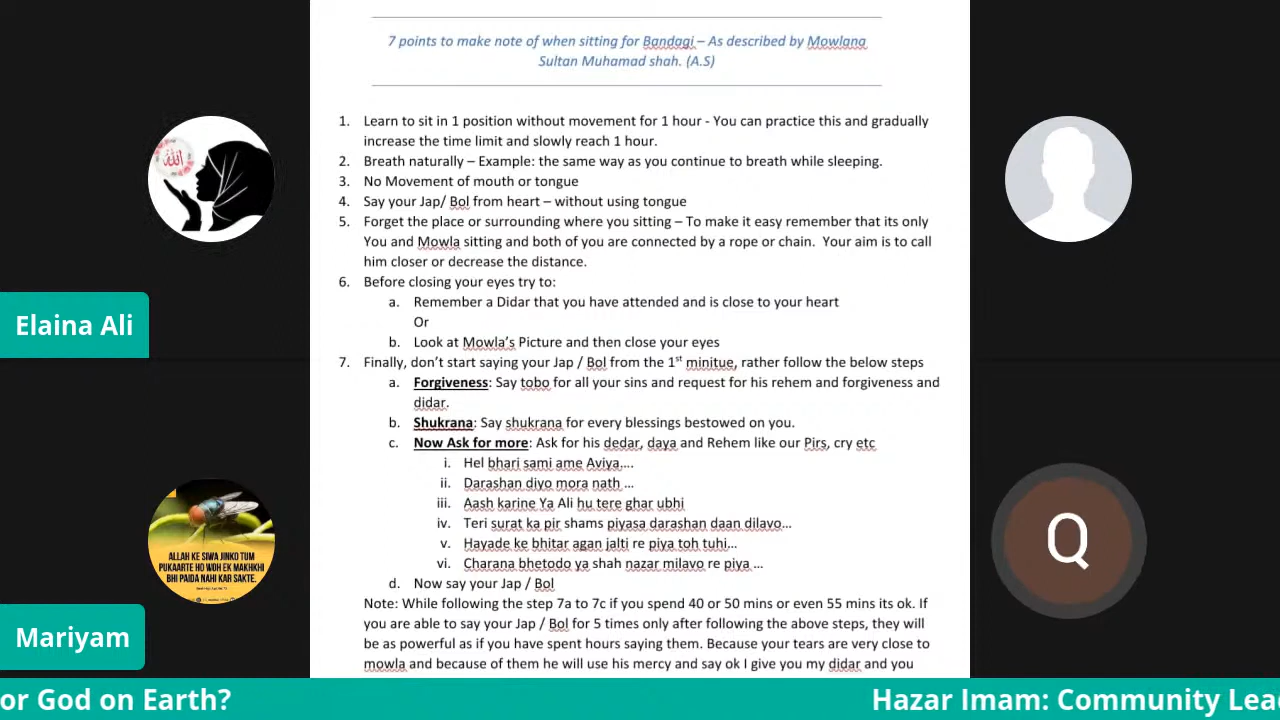 7 points to make note of when sitting for Bandagi – As described by Mowlana
Sultan Muhamad shah. (A.S)
1. Learn to sit in 1 position without movement for 1 hour - You can practice this and gradually
increase the time limit and slowly reach 1 hour.
2. Breath naturally – Example: the same way as you continue to breath while sleeping.
3. No Movement of mouth or tongue
4. Say your Jap/ Bol from heart – without using tongue
5. Forget the place or surrounding where you sitting – To make it easy remember that its only
You and Mowla sitting and both of you are connected by a rope or chain.  Your aim is to call
him closer or decrease the distance.
6. Before closing your eyes try to:
a. Remember a Didar that you have attended and is close to your heart
Or
b. Look at Mowla's Picture and then close your eyes
7. Finally, don't start saying your Jap / Bol from the 1st minitue, rather follow the below steps
a. Forgiveness: Say tobo for all your sins and request for his rehem and forgiveness and
didar.
b. Shukrana: Say shukrana for every blessings bestowed on you.
c. Now Ask for more: Ask for his dedar, daya and Rehem like our Pirs, cry etc
i. Hel bhari sami ame Aviya....
ii. Darashan diyo mora nath ...
iii. Aash karine Ya Ali hu tere ghar ubhi
iv. Teri surat ka pir shams piyasa darashan daan dilavo...
v. Hayade ke bhitar agan jalti re piya toh tuhi...
vi. Charana bhetodo ya shah nazar milavo re piya ...
d. Now say your Jap / Bol
Note: While following the step 7a to 7c if you spend 40 or 50 mins or even 55 mins its ok. If
you are able to say your Jap / Bol for 5 times only after following the above steps, they will
be as powerful as if you have spent hours saying them. Because your tears are very close to
mowla and because of them he will use his mercy and say ok I give you my didar and you
الله
Elaina Ali
ALLAH KE SIWA JINKO TUM
PUKAARTE HO WOH EK MAKHKHI
BHI PAIDA NAHI KAR SAKTE.
Mariyam
Q
or God on Earth?
Hazar Imam: Community Lea